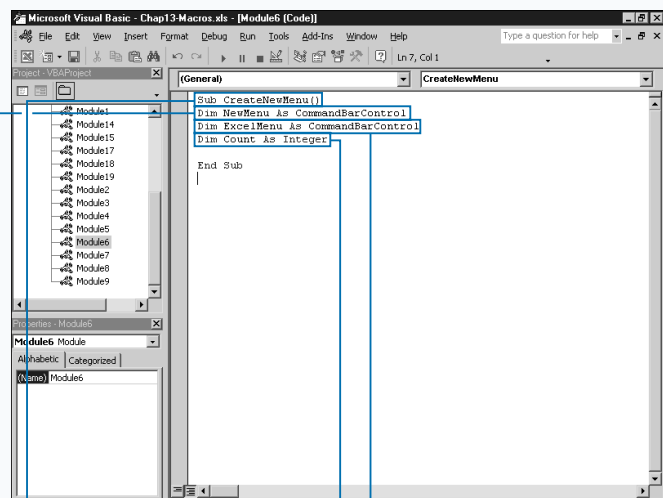 Microsoft Visual Basic - Chap13-Macros.xls - [Module6 (Code)]
File Edit View Insert Format Debug Run Tools Add-Ins Window Help Type a question for help
Ln 7, Col 1
Project - VBAProject
(General) CreateNewMenu
Module1
Module14
Module15
Module17
Module18
Module19
Module2
Module3
Module4
Module5
Module6
Module7
Module8
Module9
Properties - Module6
Module6 Module
Alphabetic Categorized
(Name) Module6
Sub CreateNewMenu()
Dim NewMenu As CommandBarControl
Dim ExcelMenu As CommandBarControl
Dim Count As Integer
End Sub